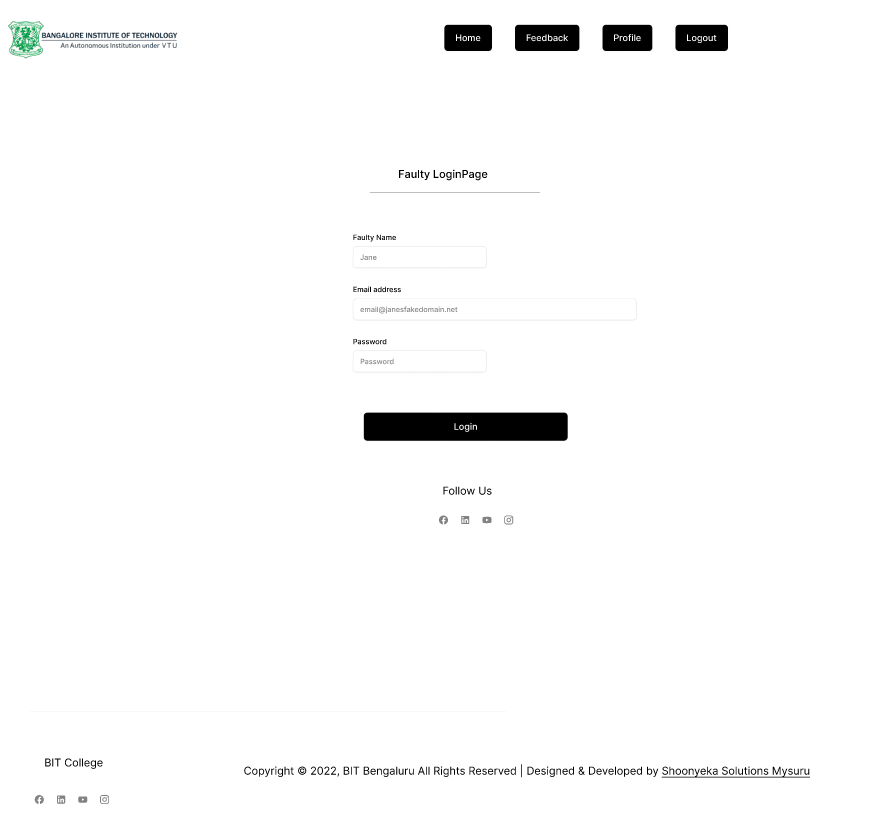 BANGALORE INSTITUTE OF TECHNOLOGY
An Autonomous Institution under VTU
Home
Feedback
Profile
Logout
Faulty LoginPage
Faulty Name
Jane
Email address
email@janesfakedomain.net
Password
Password
Login
Follow Us
BIT College
Copyright © 2022, BIT Bengaluru All Rights Reserved | Designed & Developed by Shoonyeka Solutions Mysuru